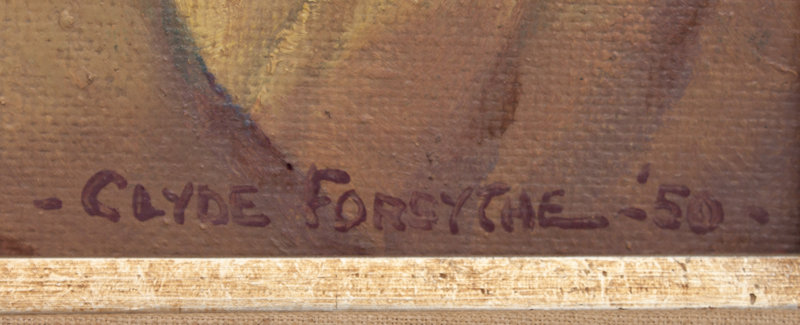 - CLYDE FORSYTHE - '50 -